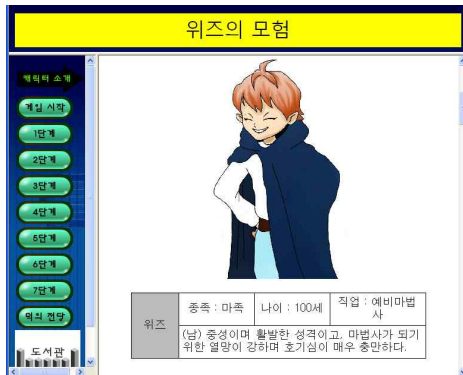 위즈의 모험
캐릭터 소개
게임 시작
1단계
2단계
3단계
4단계
5단계
6단계
7단계
명의 전당
도서관
위즈
종족 : 마족
나이 : 100세
직업 : 예비마법
사
(남) 중성이며 활발한 성격이고, 마법사가 되기
위한 열망이 강하며 호기심이 매우 충만하다.